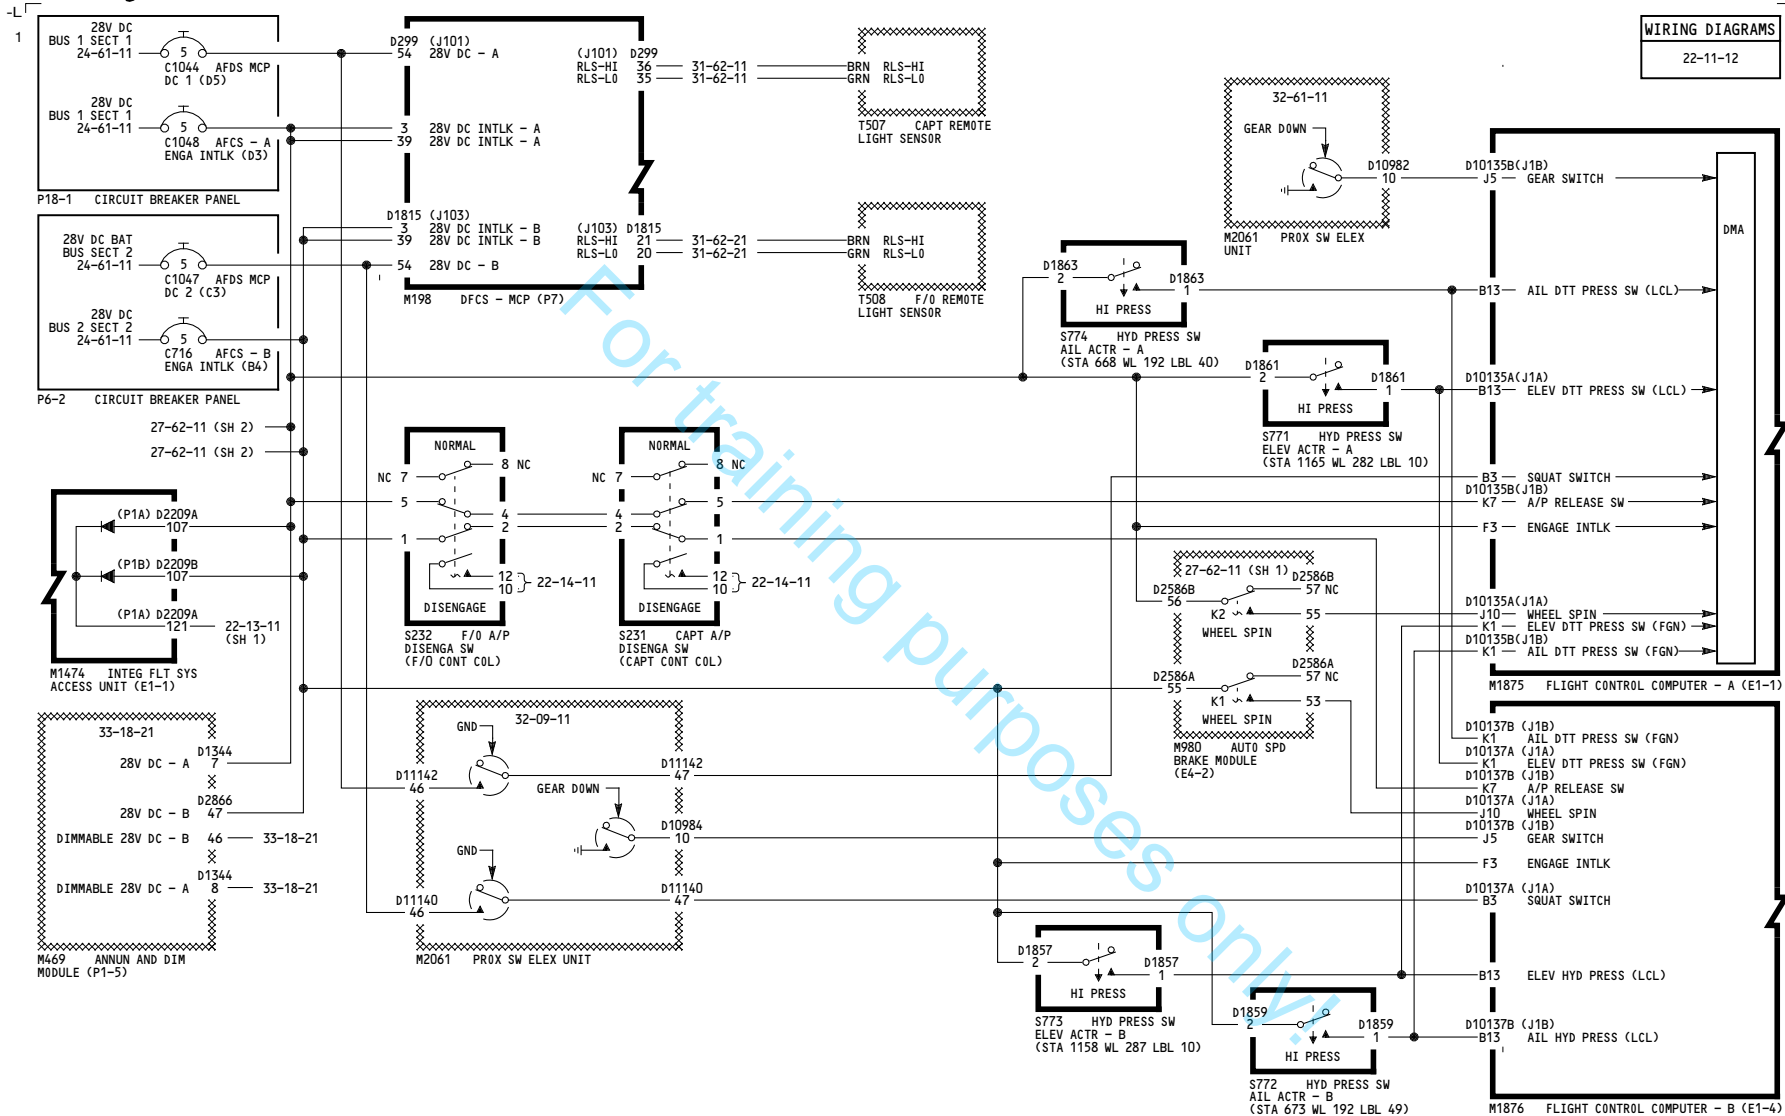 -L
1
WIRING DIAGRAMS
22-11-12
28V DC
BUS 1 SECT 1
24-61-11
5
C1044 AFDS MCP
DC 1 (D5)
28V DC
BUS 1 SECT 1
24-61-11
5
C1048 AFCS - A
ENGA INTLK (D3)
P18-1 CIRCUIT BREAKER PANEL
28V DC BAT
BUS SECT 2
24-61-11
5
C1047 AFDS MCP
DC 2 (C3)
28V DC
BUS 2 SECT 2
24-61-11
5
C716 AFCS - B
ENGA INTLK (B4)
P6-2 CIRCUIT BREAKER PANEL
27-62-11 (SH 2)
27-62-11 (SH 2)
D299 (J101)
54 28V DC - A
3 28V DC INTLK - A
39 28V DC INTLK - A
D1815 (J103)
3 28V DC INTLK - B
39 28V DC INTLK - B
54 28V DC - B
(J101) D299
RLS-HI 36 31-62-11 BRN RLS-HI
RLS-LO 35 31-62-11 GRN RLS-LO
T507 CAPT REMOTE
LIGHT SENSOR
(J103) D1815
RLS-HI 21 31-62-21 BRN RLS-HI
RLS-LO 20 31-62-21 GRN RLS-LO
M198 DFCS - MCP (P7)
T508 F/O REMOTE
LIGHT SENSOR
32-61-11
GEAR DOWN
D10982
10
M2061 PROX SW ELEX
UNIT
D1863
2
D1863
1
HI PRESS
S774 HYD PRESS SW
AIL ACTR - A
(STA 668 WL 192 LBL 40)
D1861
2
D1861
1
HI PRESS
S771 HYD PRESS SW
ELEV ACTR - A
(STA 1165 WL 282 LBL 10)
D10135B(J1B)
J5 GEAR SWITCH
DMA
B13 AIL DTT PRESS SW (LCL)
D10135A(J1A)
B13 ELEV DTT PRESS SW (LCL)
B3 SQUAT SWITCH
D10135B(J1B)
K7 A/P RELEASE SW
F3 ENGAGE INTLK
D10135A(J1A)
J10 WHEEL SPIN
K1 ELEV DTT PRESS SW (FGN)
D10135B(J1B)
K1 AIL DTT PRESS SW (FGN)
M1875 FLIGHT CONTROL COMPUTER - A (E1-1)
NORMAL
NC 7 8 NC
5 4
1 2
12
10
22-14-11
DISENGAGE
S232 F/O A/P
DISENGA SW
(F/O CONT COL)
NORMAL
NC 7 8 NC
4 5
2 1
12
10
22-14-11
DISENGAGE
S231 CAPT A/P
DISENGA SW
(CAPT CONT COL)
(P1A) D2209A
107
(P1B) D2209B
107
(P1A) D2209A
121 22-13-11
(SH 1)
M1474 INTEG FLT SYS
ACCESS UNIT (E1-1)
27-62-11 (SH 1)
D2586B
56
D2586B
57 NC
K2 55
WHEEL SPIN
D2586A
55
D2586A
57 NC
K1 53
WHEEL SPIN
M980 AUTO SPD
BRAKE MODULE
(E4-2)
33-18-21
28V DC - A
D1344
7
28V DC - B
D2866
47
DIMMABLE 28V DC - B 46 33-18-21
D1344
DIMMABLE 28V DC - A 8 33-18-21
M469 ANNUN AND DIM
MODULE (P1-5)
32-09-11
GND
D11142
46
D11142
47
GEAR DOWN
D10984
10
GND
D11140
46
D11140
47
M2061 PROX SW ELEX UNIT
D10137B (J1B)
K1 AIL DTT PRESS SW (FGN)
D10137A (J1A)
K1 ELEV DTT PRESS SW (FGN)
D10137B (J1B)
K7 A/P RELEASE SW
D10137A (J1A)
J10 WHEEL SPIN
D10137B (J1B)
J5 GEAR SWITCH
F3 ENGAGE INTLK
D10137A (J1A)
B3 SQUAT SWITCH
B13 ELEV HYD PRESS (LCL)
D10137B (J1B)
B13 AIL HYD PRESS (LCL)
M1876 FLIGHT CONTROL COMPUTER - B (E1-4)
D1857
2
D1857
1
HI PRESS
S773 HYD PRESS SW
ELEV ACTR - B
(STA 1158 WL 287 LBL 10)
D1859
2
D1859
1
HI PRESS
S772 HYD PRESS SW
AIL ACTR - B
(STA 673 WL 192 LBL 49)
For training purposes only!